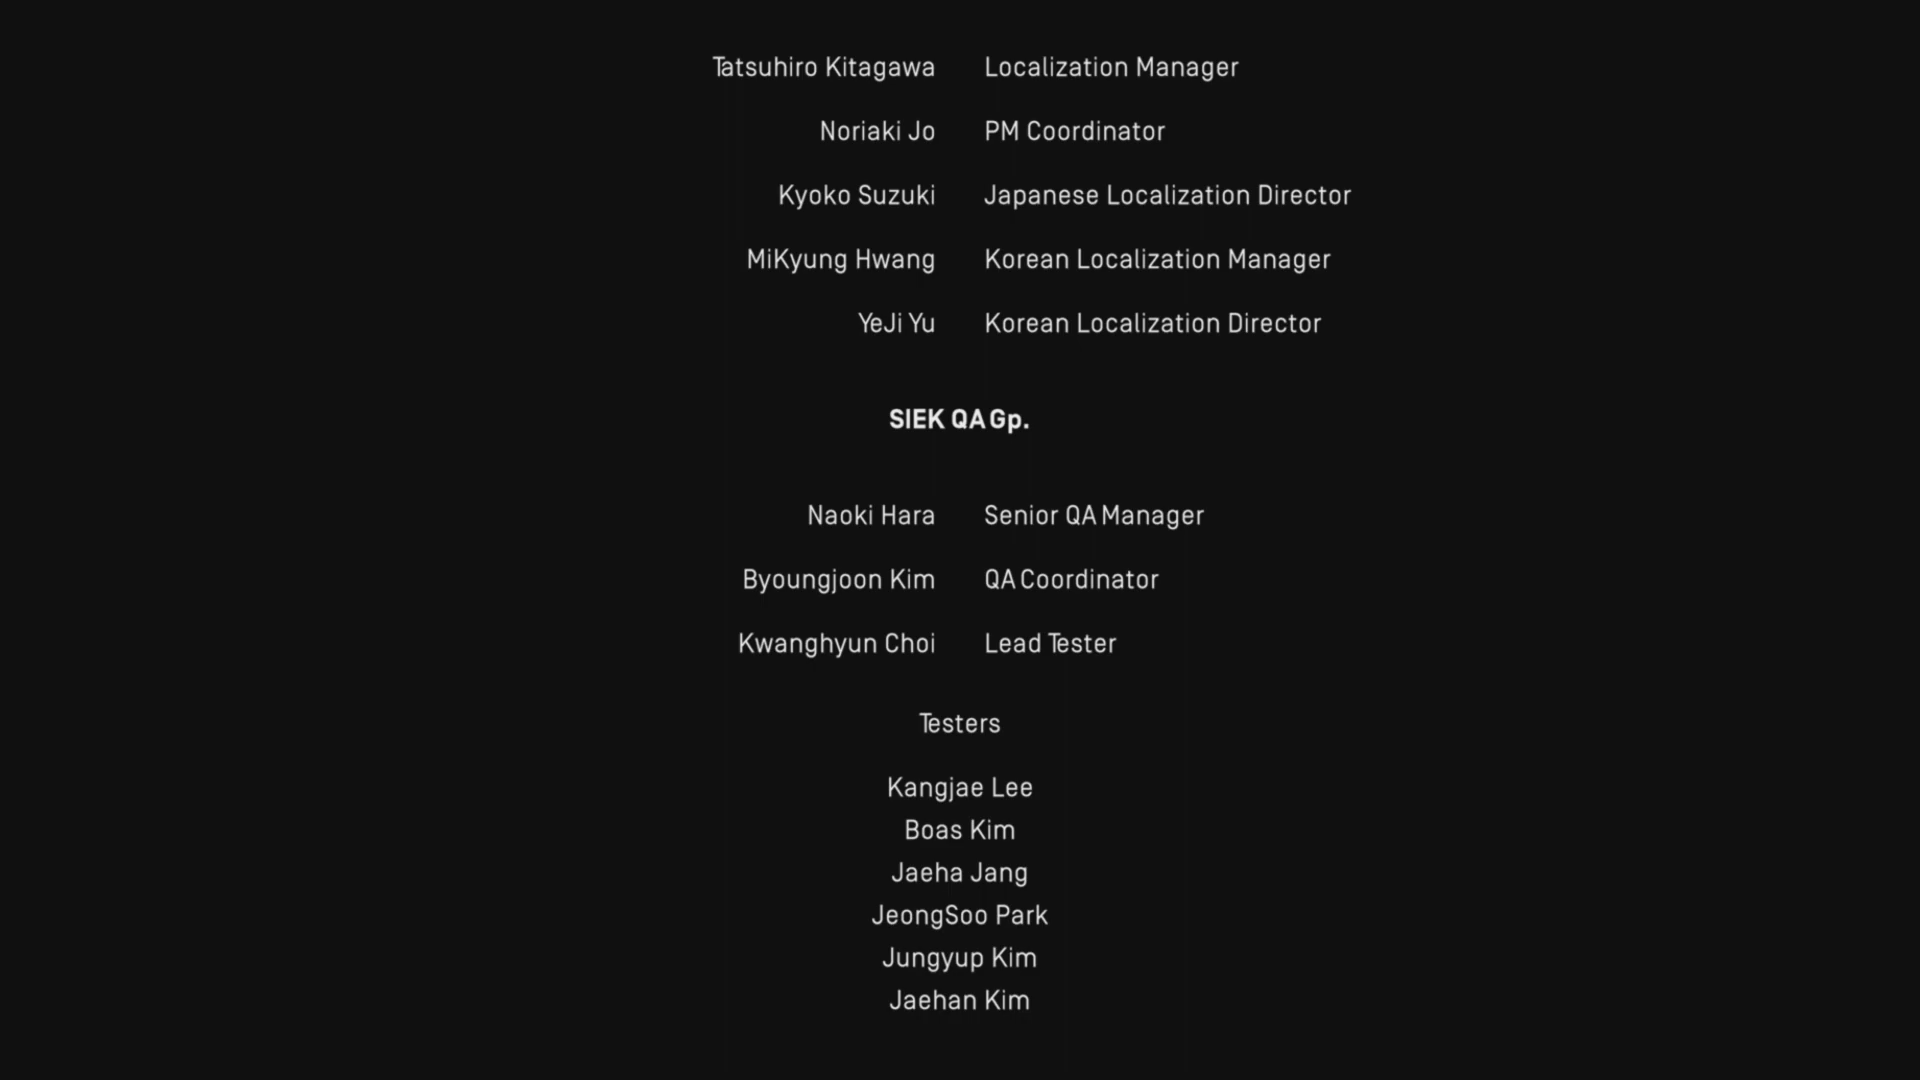 Tatsuhiro Kitagawa Localization Manager
Noriaki Jo PM Coordinator
Kyoko Suzuki Japanese Localization Director
MiKyung Hwang Korean Localization Manager
YeJi Yu Korean Localization Director
SIEK QA Gp.
Naoki Hara Senior QA Manager
Byoungjoon Kim QA Coordinator
Kwanghyun Choi Lead Tester
Testers
Kangjae Lee
Boas Kim
Jaeha Jang
JeongSoo Park
Jungyup Kim
Jaehan Kim